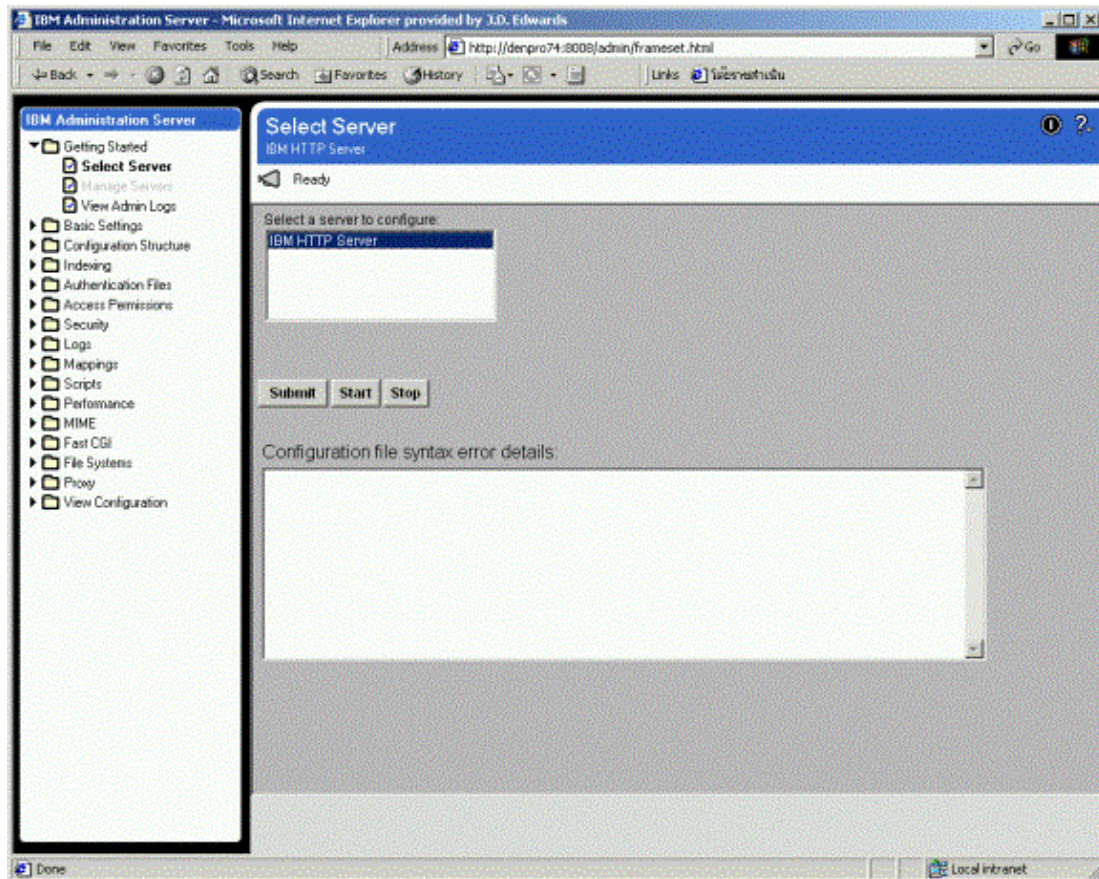 IBM Administration Server - Microsoft Internet Explorer provided by J.D. Edwards
File Edit View Favorites Tools Help Address http://denpro74:8008/admin/frameset.html Go
Back Search Favorites History Links
IBM Administration Server
Getting Started
Select Server
Manage Servers
View Admin Logs
Basic Settings
Configuration Structure
Indexing
Authentication Files
Access Permissions
Security
Logs
Mappings
Scripts
Performance
MIME
Fast CGI
File Systems
Proxy
View Configuration
Select Server
IBM HTTP Server
Ready
Select a server to configure:
IBM HTTP Server
Submit Start Stop
Configuration file syntax error details:
Done Local intranet